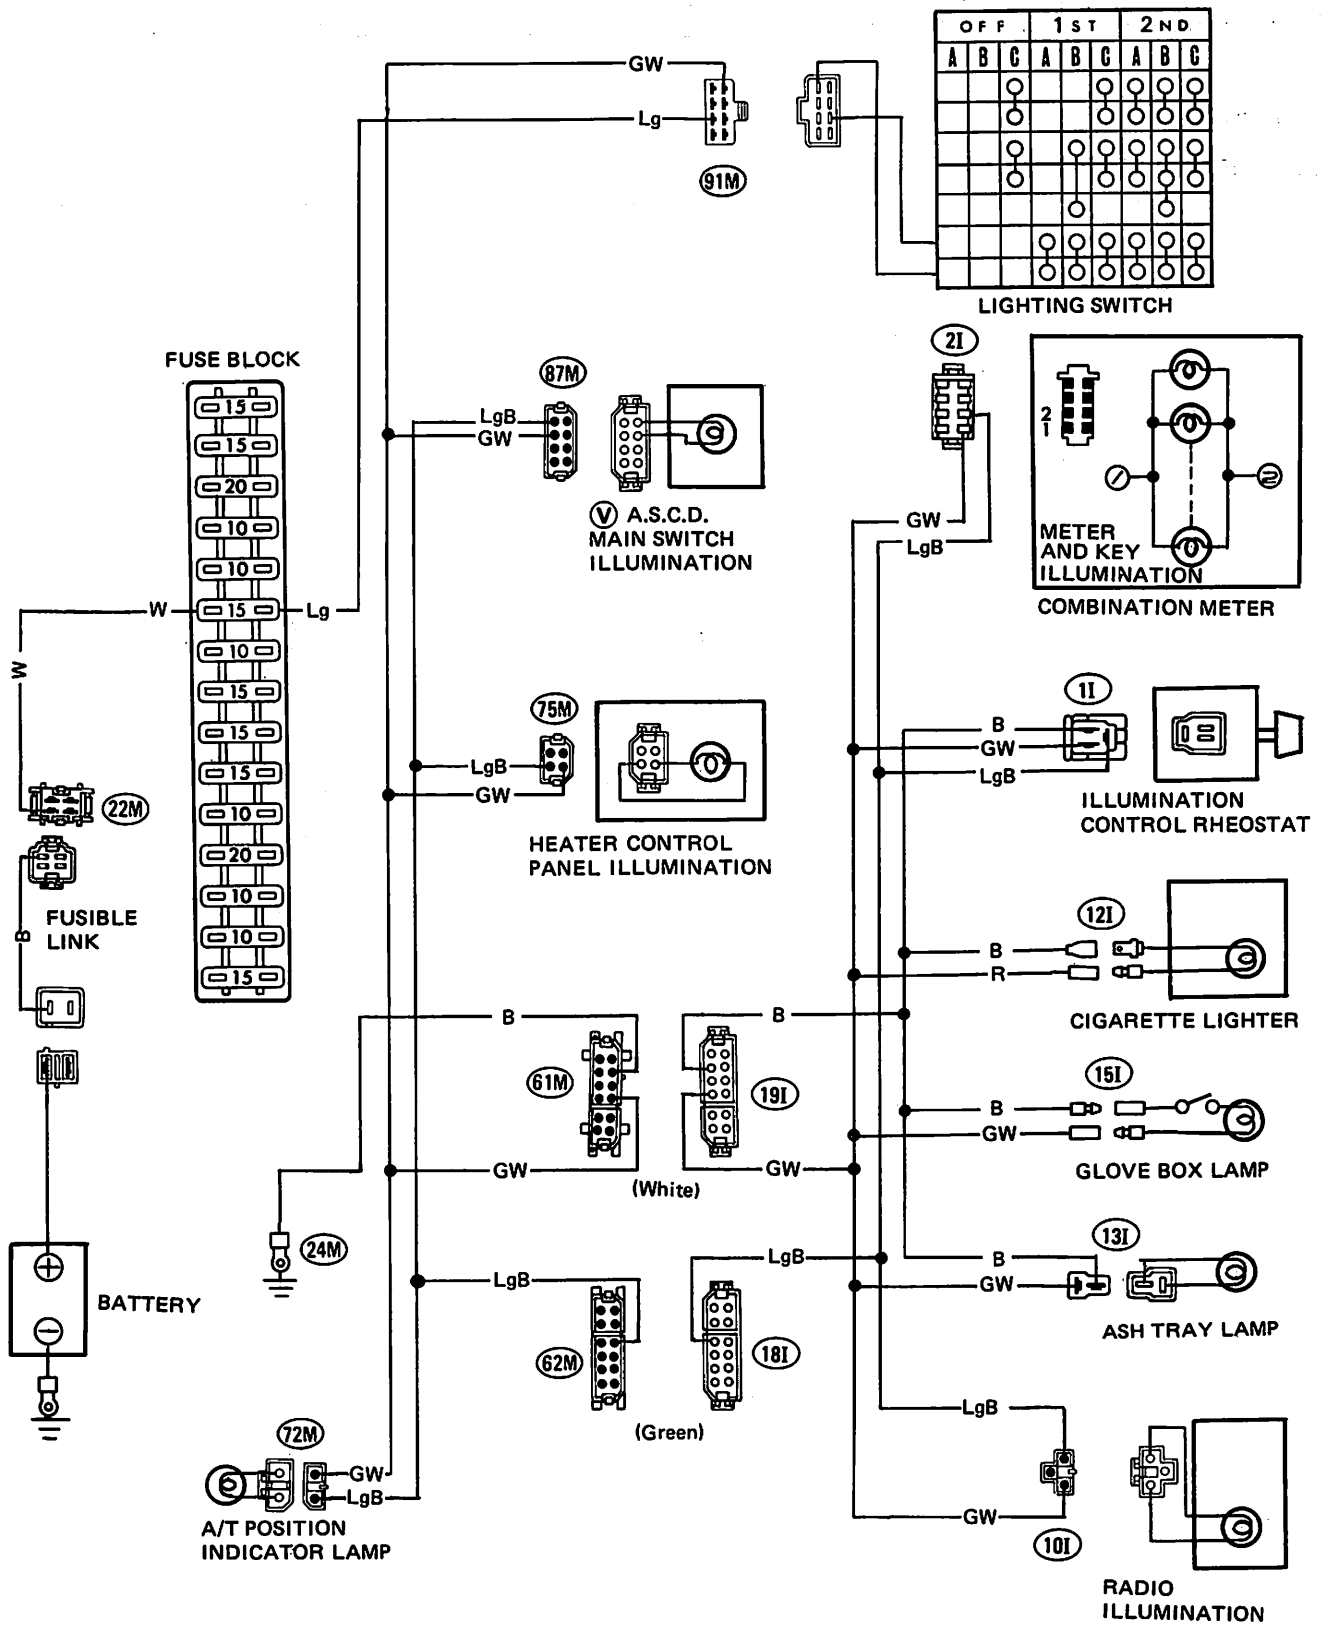 OFF 1ST 2ND
A B C A B C A B C
LIGHTING SWITCH
GW
Lg
91M
FUSE BLOCK
15
15
20
10
10
15
10
15
15
15
10
20
10
10
15
W
Lg
W
22M
FUSIBLE
LINK
B
BATTERY
+
−
87M
LgB
GW
V A.S.C.D.
MAIN SWITCH
ILLUMINATION
2I
GW
LgB
2
1
1
2
METER
AND KEY
ILLUMINATION
COMBINATION METER
75M
LgB
GW
HEATER CONTROL
PANEL ILLUMINATION
1I
B
GW
LgB
ILLUMINATION
CONTROL RHEOSTAT
12I
B
R
CIGARETTE LIGHTER
B
61M
GW
(White)
B
19I
GW
15I
B
GW
GLOVE BOX LAMP
24M
13I
B
GW
ASH TRAY LAMP
LgB
62M
(Green)
LgB
18I
72M
GW
LgB
A/T POSITION
INDICATOR LAMP
LgB
GW
10I
RADIO
ILLUMINATION